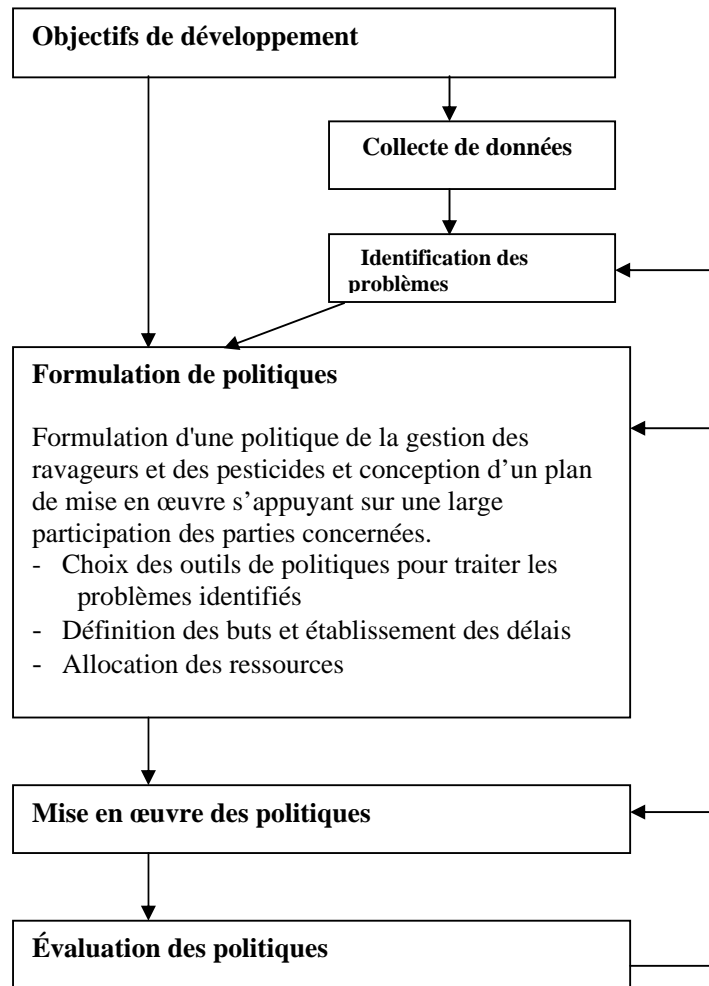 Objectifs de développement
Collecte de données
Identification des
problèmes
Formulation de politiques
Formulation d'une politique de la gestion des
ravageurs et des pesticides et conception d’un plan
de mise en œuvre s’appuyant sur une large
participation des parties concernées.
- Choix des outils de politiques pour traiter les
problèmes identifiés
- Définition des buts et établissement des délais
- Allocation des ressources
Mise en œuvre des politiques
Évaluation des politiques